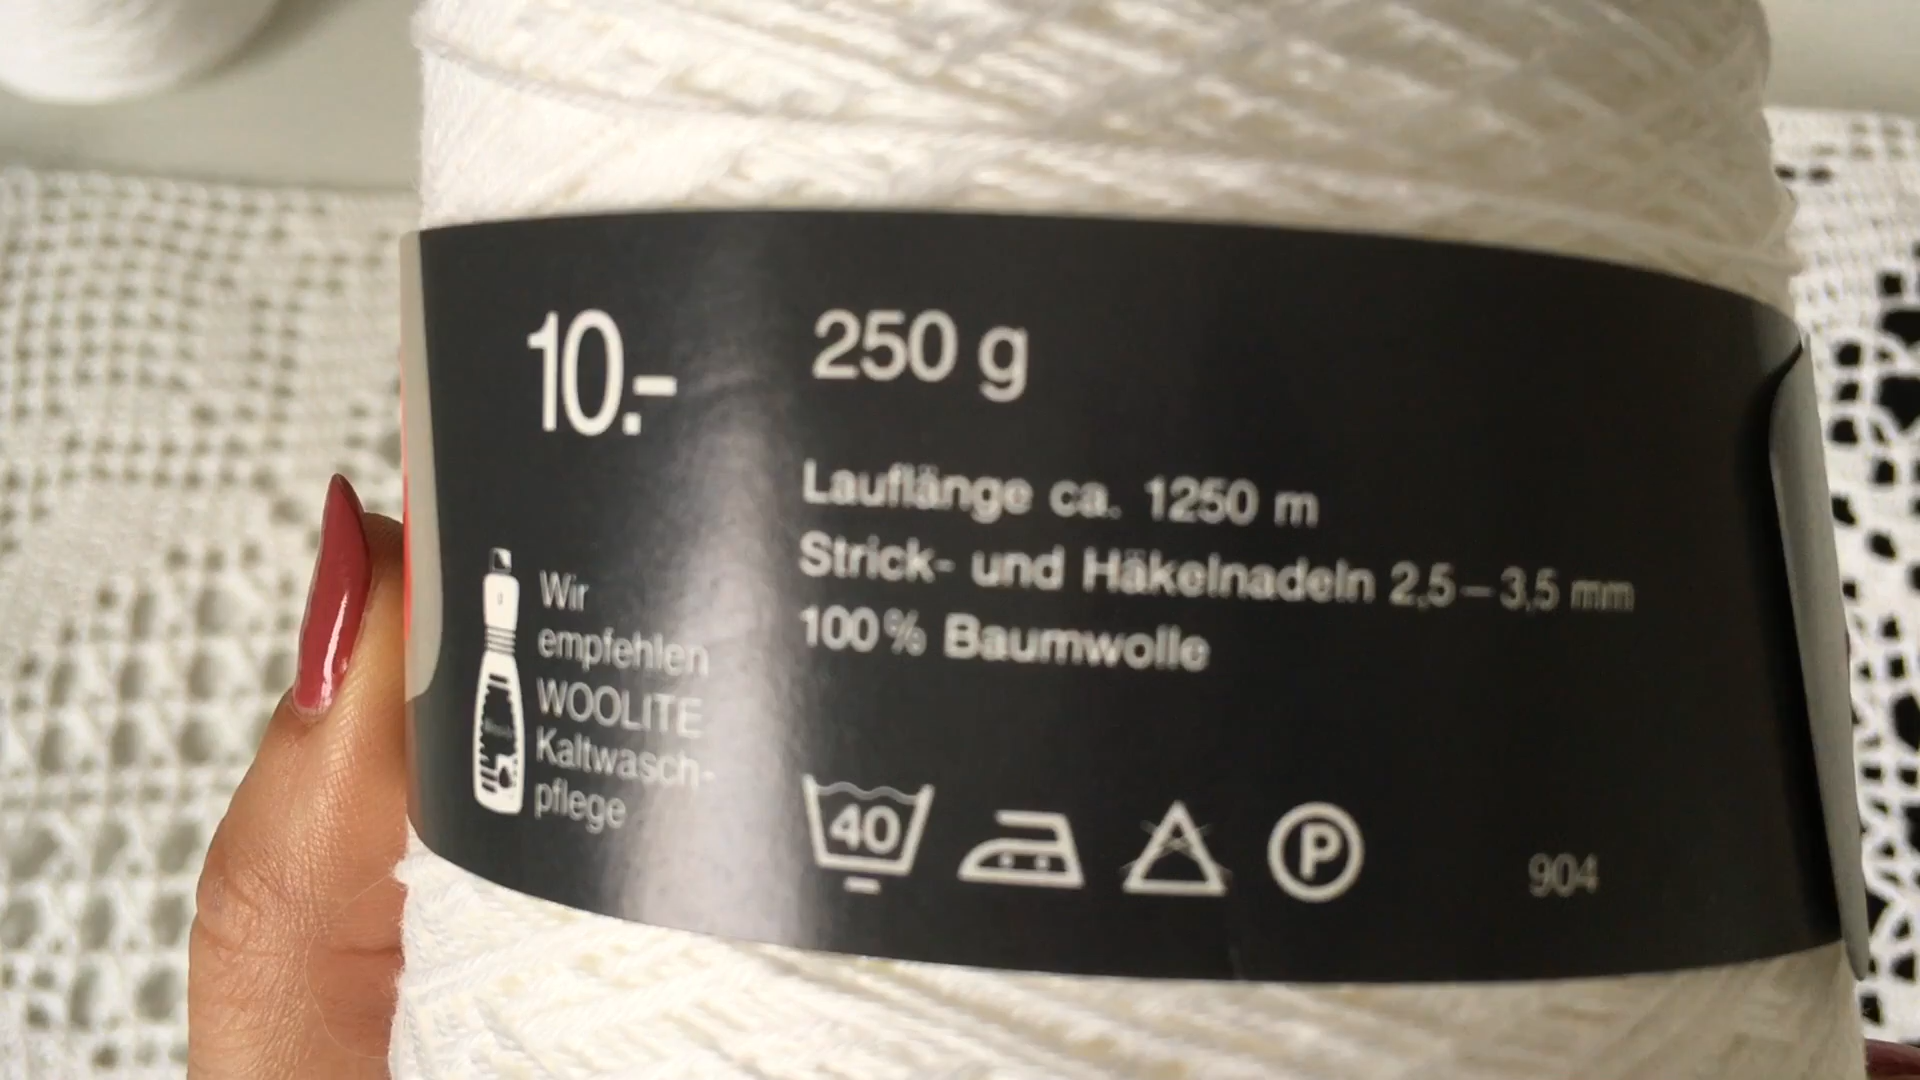 10.-
250 g
Lauflänge ca. 1250 m
Strick- und Häkelnadeln 2,5 – 3,5 mm
100 % Baumwolle
Wir
empfehlen
WOOLITE
Kaltwasch-
pflege
40
P
904